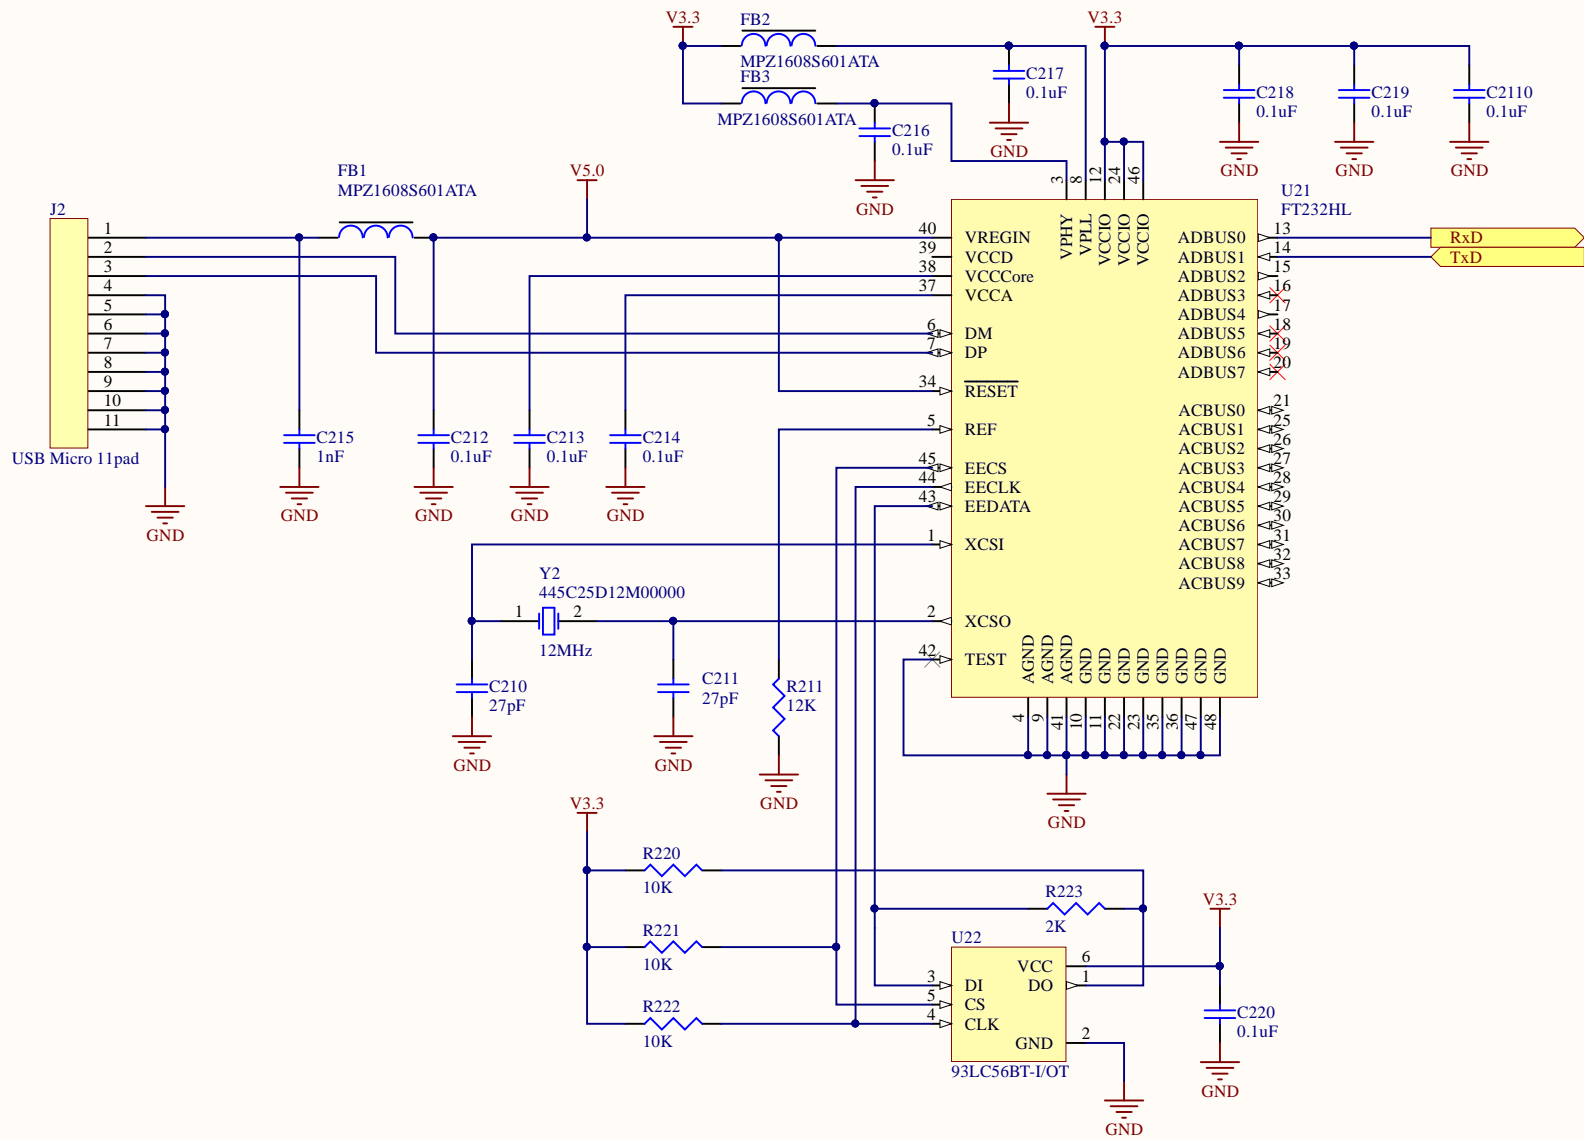 V3.3
FB2
MPZ1608S601ATA
FB3
MPZ1608S601ATA
C217
0.1uF
GND
C216
0.1uF
GND
V3.3
C218
0.1uF
GND
C219
0.1uF
GND
C2110
0.1uF
GND
FB1
MPZ1608S601ATA
V5.0
J2
1
2
3
4
5
6
7
8
9
10
11
USB Micro 11pad
GND
C215
1nF
GND
C212
0.1uF
GND
C213
0.1uF
GND
C214
0.1uF
GND
U21
FT232HL
3 8 12 24 46
VPHY VPLL VCCIO VCCIO VCCIO
40 VREGIN
39 VCCD
38 VCCCore
37 VCCA
6 DM
7 DP
34 RESET
5 REF
45 EECS
44 EECLK
43 EEDATA
1 XCSI
2 XCSO
42 TEST
ADBUS0 13 RxD
ADBUS1 14 TxD
ADBUS2 15
ADBUS3 16
ADBUS4 17
ADBUS5 18
ADBUS6 19
ADBUS7 20
ACBUS0 21
ACBUS1 25
ACBUS2 26
ACBUS3 27
ACBUS4 28
ACBUS5 29
ACBUS6 30
ACBUS7 31
ACBUS8 32
ACBUS9 33
AGND AGND AGND GND GND GND GND GND GND GND GND
4 9 41 10 11 22 23 35 36 47 48
GND
Y2
445C25D12M00000
1 2
12MHz
C210
27pF
GND
C211
27pF
GND
R211
12K
GND
V3.3
R220
10K
R221
10K
R222
10K
R223
2K
U22
3 DI
5 CS
4 CLK
VCC 6
DO 1
GND 2
93LC56BT-I/OT
GND
V3.3
C220
0.1uF
GND